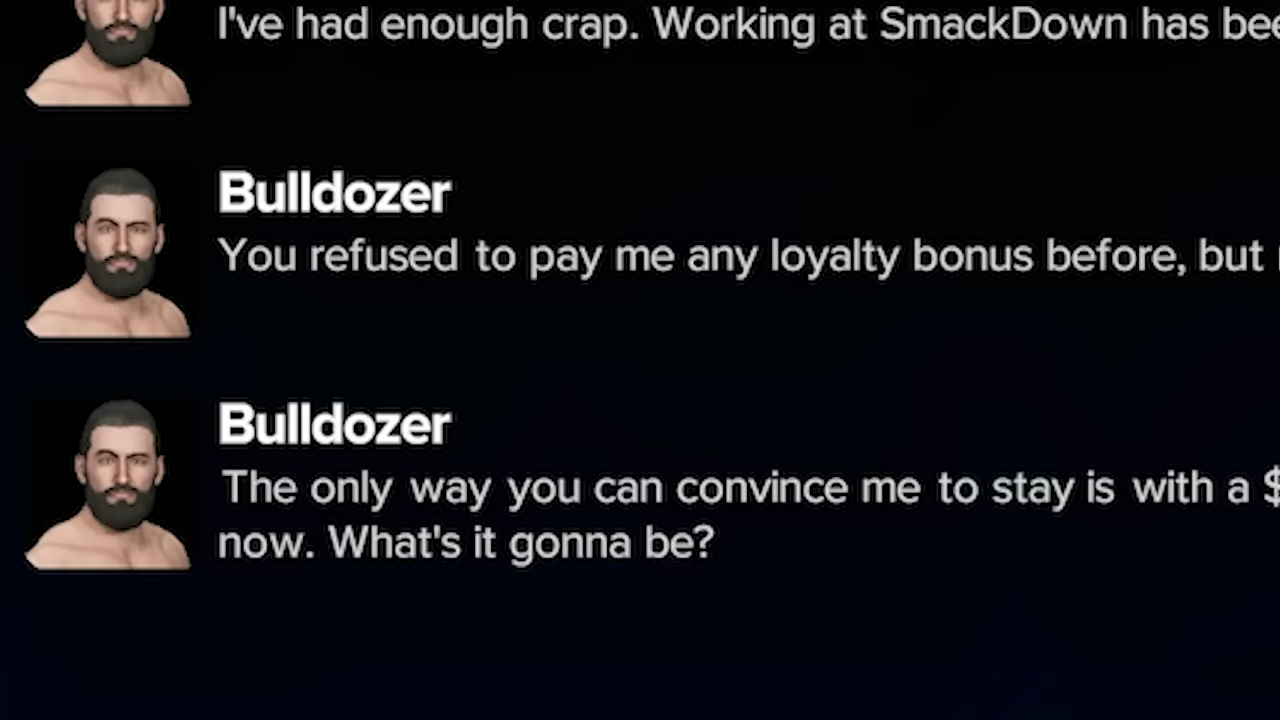 I've had enough crap. Working at SmackDown has
Bulldozer
You refused to pay me any loyalty bonus before, but
Bulldozer
The only way you can convince me to stay is with a $
now. What's it gonna be?